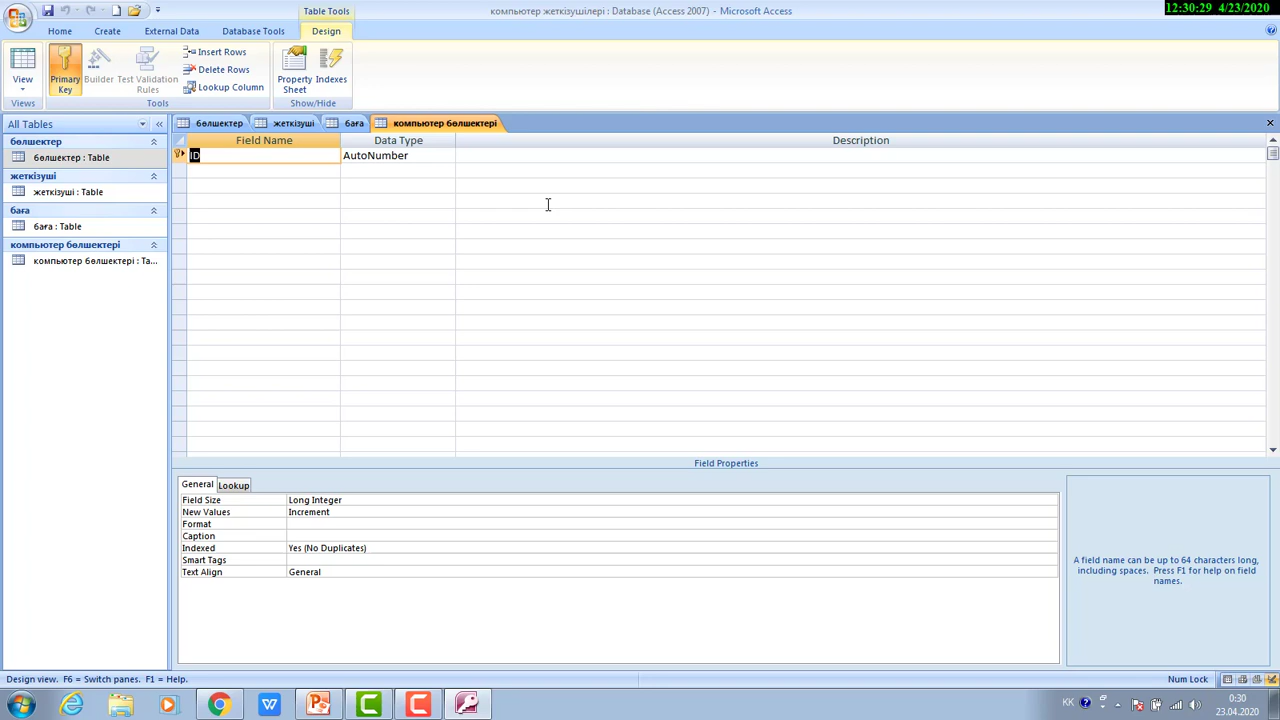 Table Tools
компьютер жеткізушілері : Database (Access 2007) - Microsoft Access
12:30:29 4/23/2020
Home
Create
External Data
Database Tools
Design
View
Primary Key
Builder
Test Validation Rules
Insert Rows
Delete Rows
Lookup Column
Property Sheet
Indexes
Views
Tools
Show/Hide
All Tables
бөлшектер
бөлшектер : Table
жеткізуші
жеткізуші : Table
баға
баға : Table
компьютер бөлшектері
компьютер бөлшектері : Ta...
бөлшектер
жеткізуші
баға
компьютер бөлшектері
Field Name
Data Type
Description
ID
AutoNumber
Field Properties
General
Lookup
Field Size
Long Integer
New Values
Increment
Format
Caption
Indexed
Yes (No Duplicates)
Smart Tags
Text Align
General
A field name can be up to 64 characters long,
including spaces. Press F1 for help on field
names.
Design view. F6 = Switch panes. F1 = Help.
Num Lock
KK
0:30
23.04.2020